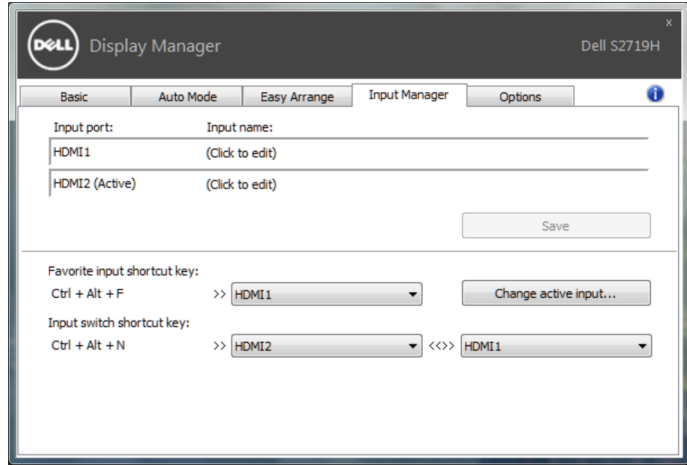 x
DELL Display Manager Dell S2719H
Basic Auto Mode Easy Arrange Input Manager Options i
Input port: Input name:
HDMI1 (Click to edit)
HDMI2 (Active) (Click to edit)
Save
Favorite input shortcut key:
Ctrl + Alt + F >> HDMI1 Change active input...
Input switch shortcut key:
Ctrl + Alt + N >> HDMI2 <<>> HDMI1